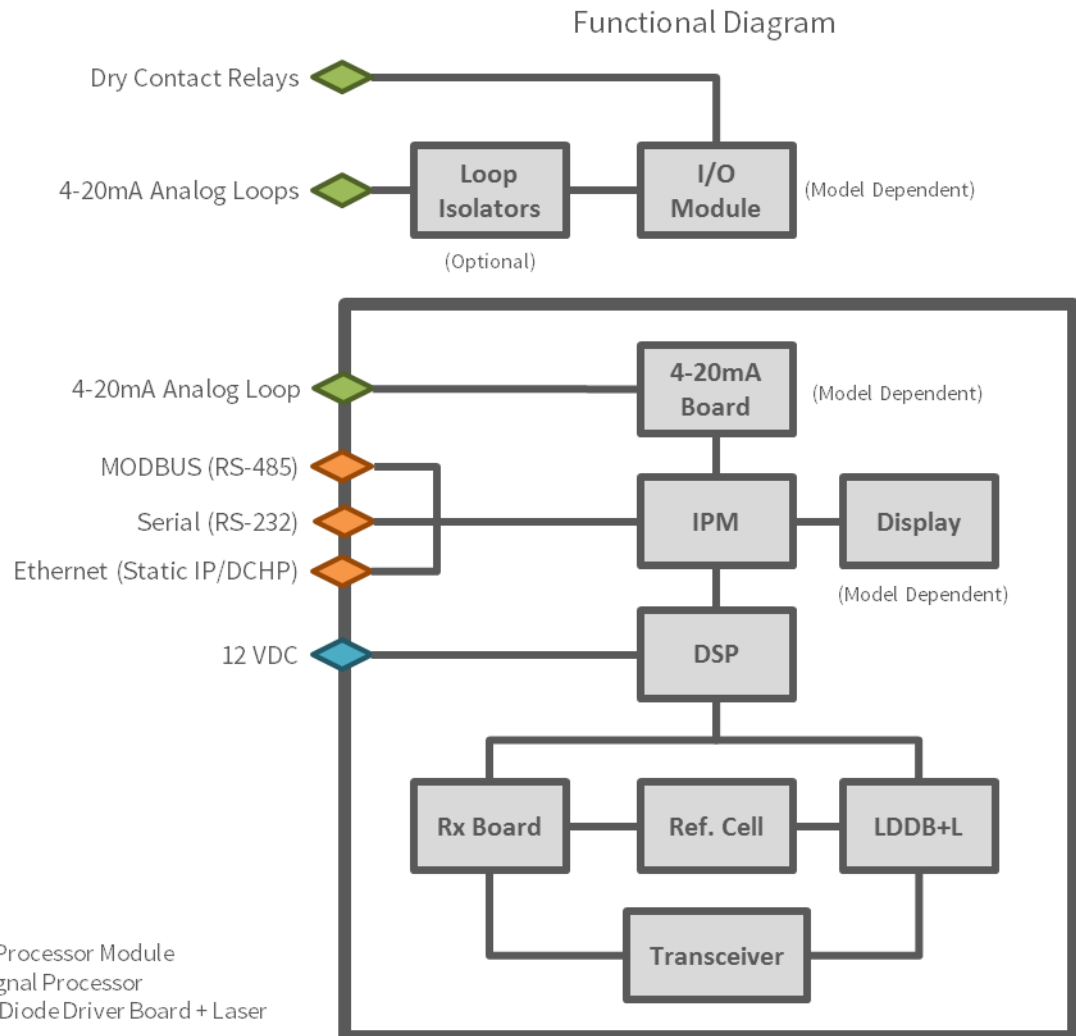 Functional Diagram
Dry Contact Relays
4-20mA Analog Loops
Loop
Isolators
(Optional)
I/O
Module
(Model Dependent)
4-20mA Analog Loop
4-20mA
Board
(Model Dependent)
MODBUS (RS-485)
Serial (RS-232)
Ethernet (Static IP/DCHP)
IPM
Display
(Model Dependent)
12 VDC
DSP
Rx Board
Ref. Cell
LDDB+L
Transceiver
Processor Module
gnal Processor
Diode Driver Board + Laser